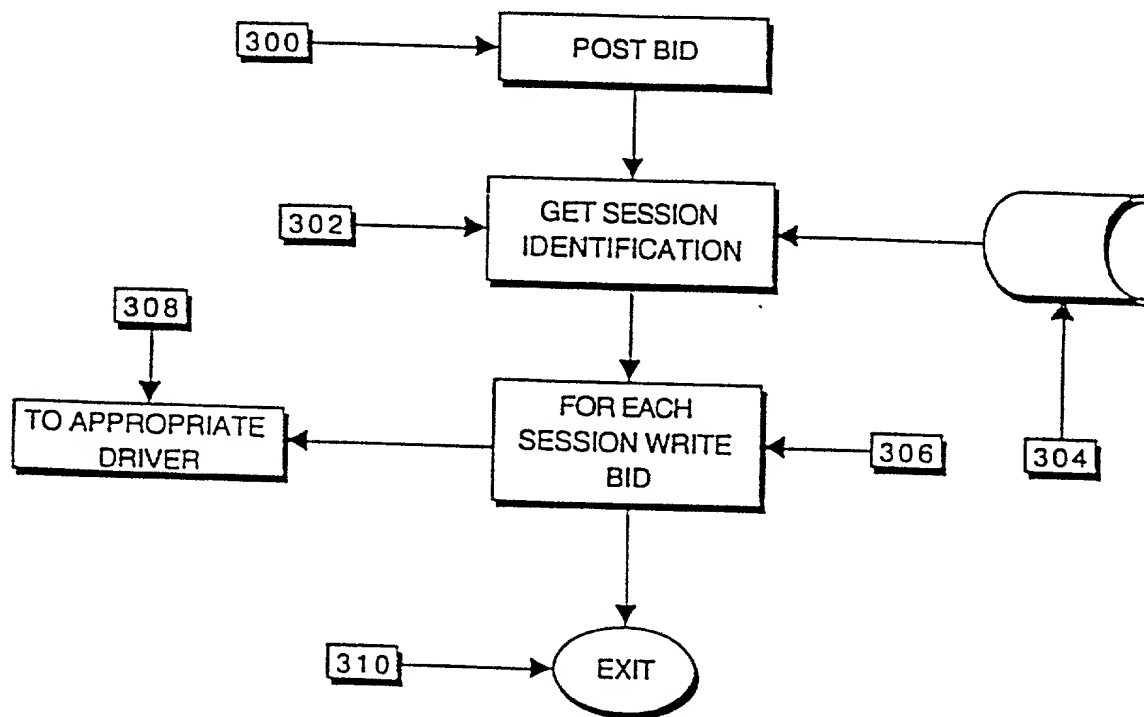 300
POST BID
302
GET SESSION
IDENTIFICATION
308
TO APPROPRIATE
DRIVER
FOR EACH
SESSION WRITE
BID
306
304
310
EXIT